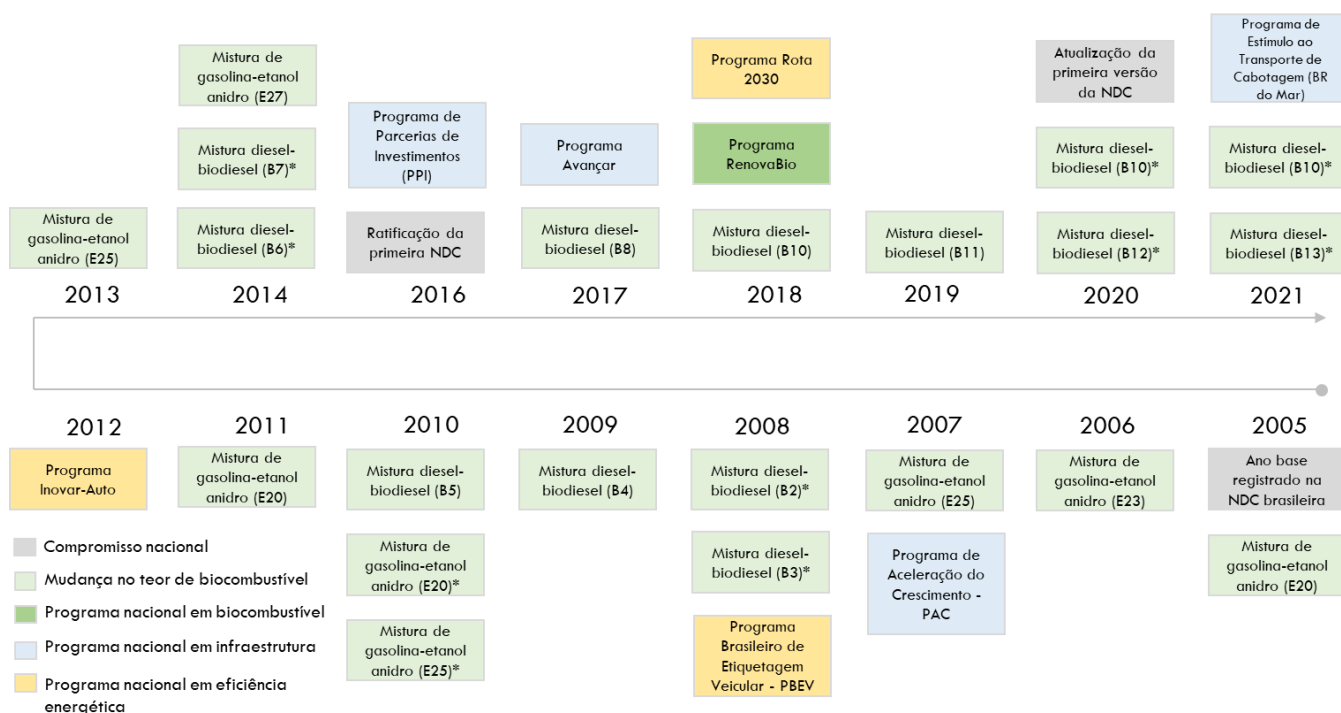 Mistura de
gasolina-etanol
anidro (E27)
Programa Rota
2030
Atualização da
primeira versão
da NDC
Programa de
Estímulo ao
Transporte de
Cabotagem (BR
do Mar)
Mistura diesel-
biodiesel (B7)*
Programa de
Parcerias de
Investimentos
(PPI)
Programa
Avançar
Programa
RenovaBio
Mistura diesel-
biodiesel (B10)*
Mistura diesel-
biodiesel (B10)*
Mistura de
gasolina-etanol
anidro (E25)
Mistura diesel-
biodiesel (B6)*
Ratificação da
primeira NDC
Mistura diesel-
biodiesel (B8)
Mistura diesel-
biodiesel (B10)
Mistura diesel-
biodiesel (B11)
Mistura diesel-
biodiesel (B12)*
Mistura diesel-
biodiesel (B13)*
2013
2014
2016
2017
2018
2019
2020
2021
2012
2011
2010
2009
2008
2007
2006
2005
Programa
Inovar-Auto
Mistura de
gasolina-etanol
anidro (E20)
Mistura diesel-
biodiesel (B5)
Mistura diesel-
biodiesel (B4)
Mistura diesel-
biodiesel (B2)*
Mistura de
gasolina-etanol
anidro (E25)
Mistura de
gasolina-etanol
anidro (E23)
Ano base
registrado na
NDC brasileira
Mistura de
gasolina-etanol
anidro (E20)*
Mistura diesel-
biodiesel (B3)*
Programa de
Aceleração do
Crescimento -
PAC
Mistura de
gasolina-etanol
anidro (E20)
Mistura de
gasolina-etanol
anidro (E25)*
Programa
Brasileiro de
Etiquetagem
Veicular - PBEV
Compromisso nacional
Mudança no teor de biocombustível
Programa nacional em biocombustível
Programa nacional em infraestrutura
Programa nacional em eficiência
energética